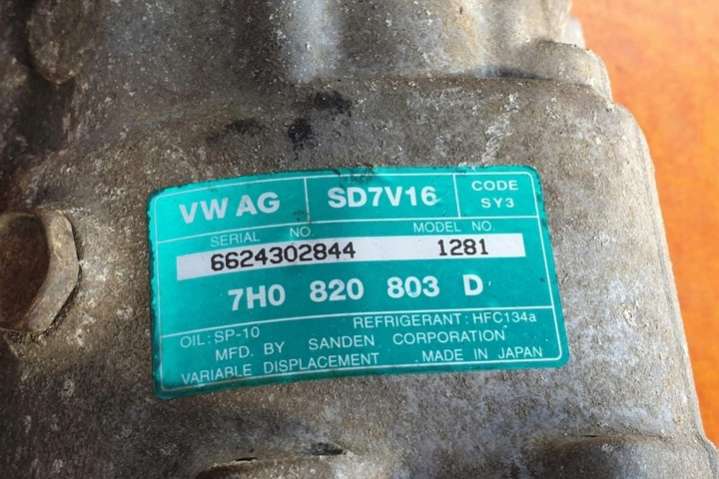 VW AG SD7V16 CODE SY3
SERIAL NO. MODEL NO.
6624302844 1281
7H0 820 803 D
OIL: SP-10 REFRIGERANT: HFC134a
MFD. BY SANDEN CORPORATION
VARIABLE DISPLACEMENT MADE IN JAPAN